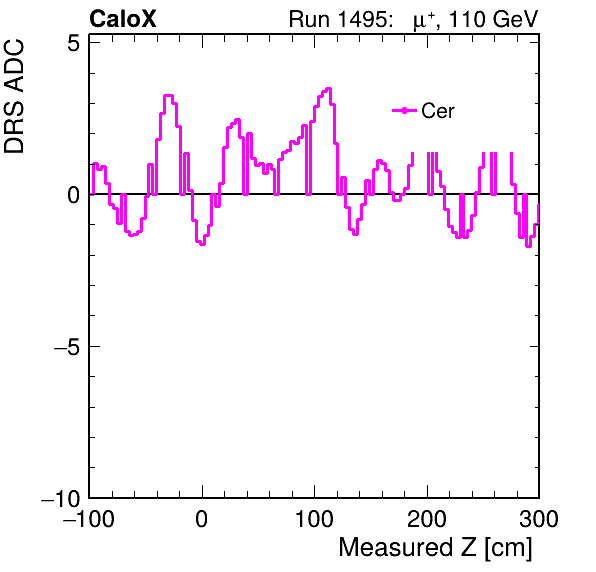 CaloX Run 1495: μ⁺, 110 GeV
DRS ADC
5
0
−5
−10
Cer
−100 0 100 200 300
Measured Z [cm]